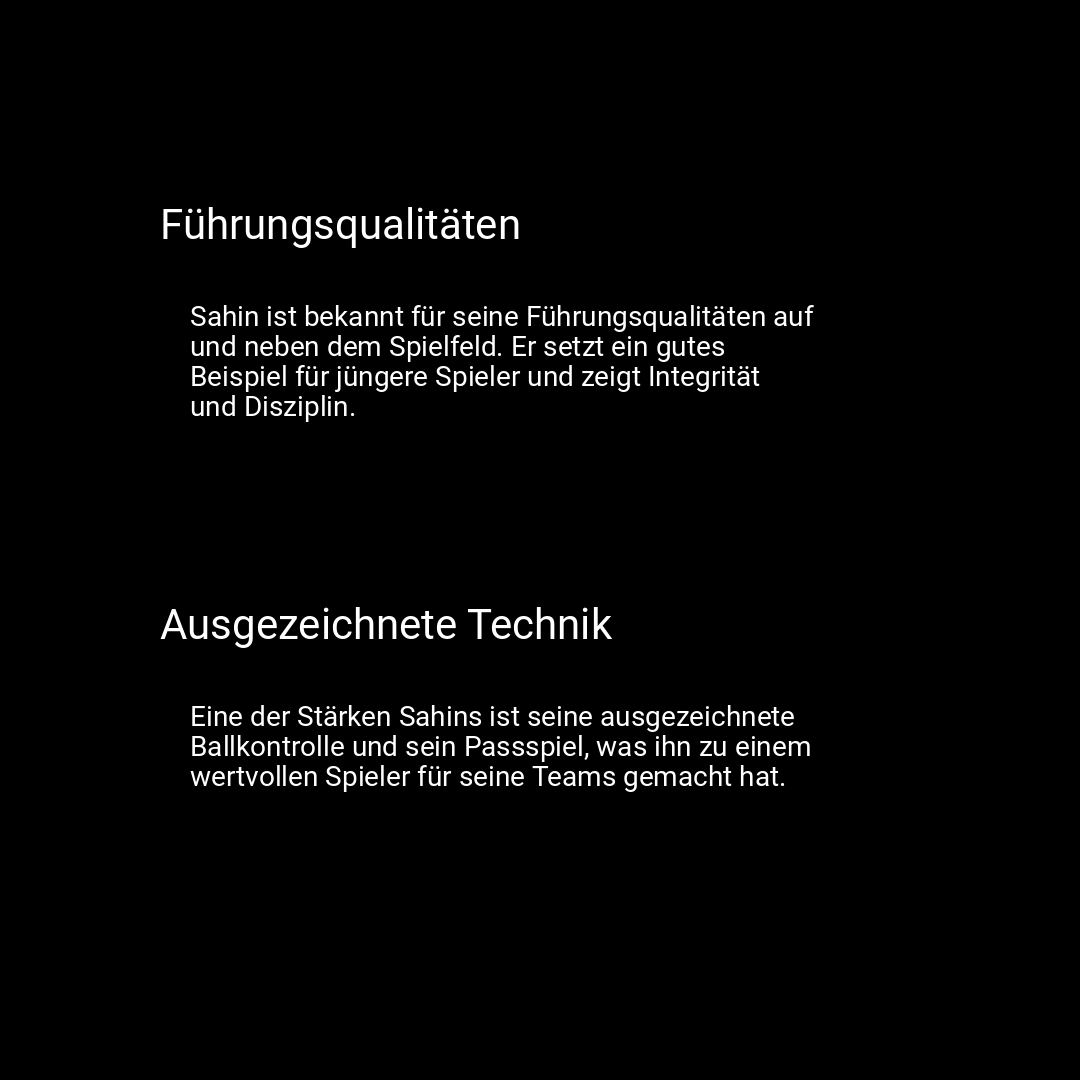 Führungsqualitäten
Sahin ist bekannt für seine Führungsqualitäten auf
und neben dem Spielfeld. Er setzt ein gutes
Beispiel für jüngere Spieler und zeigt Integrität
und Disziplin.
Ausgezeichnete Technik
Eine der Stärken Sahins ist seine ausgezeichnete
Ballkontrolle und sein Passspiel, was ihn zu einem
wertvollen Spieler für seine Teams gemacht hat.